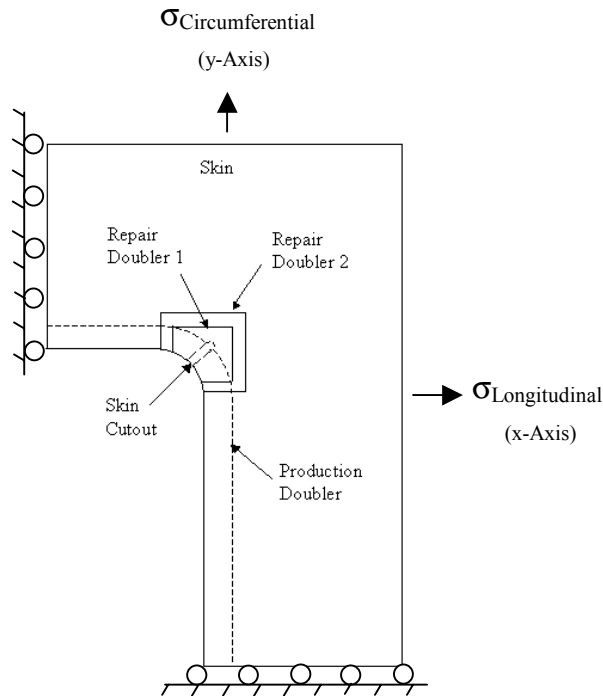 σCircumferential
(y-Axis)
Skin
Repair
Doubler 1
Repair
Doubler 2
Skin
Cutout
σLongitudinal
(x-Axis)
Production
Doubler